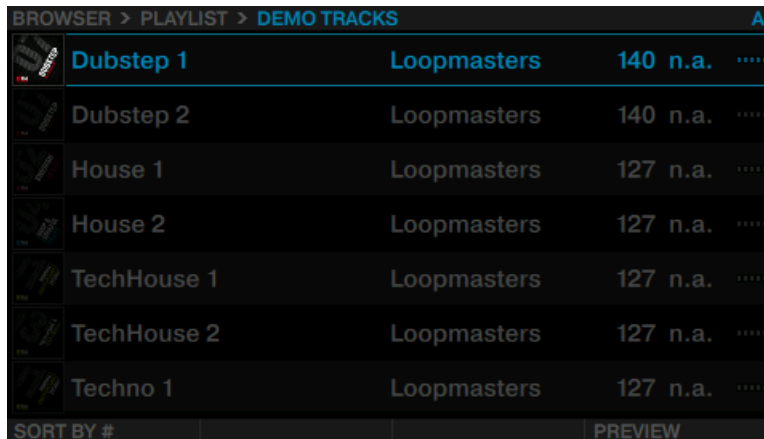 BROWSER > PLAYLIST > DEMO TRACKS A
Dubstep 1 Loopmasters 140 n.a.
Dubstep 2 Loopmasters 140 n.a.
House 1 Loopmasters 127 n.a.
House 2 Loopmasters 127 n.a.
TechHouse 1 Loopmasters 127 n.a.
TechHouse 2 Loopmasters 127 n.a.
Techno 1 Loopmasters 127 n.a.
SORT BY # PREVIEW